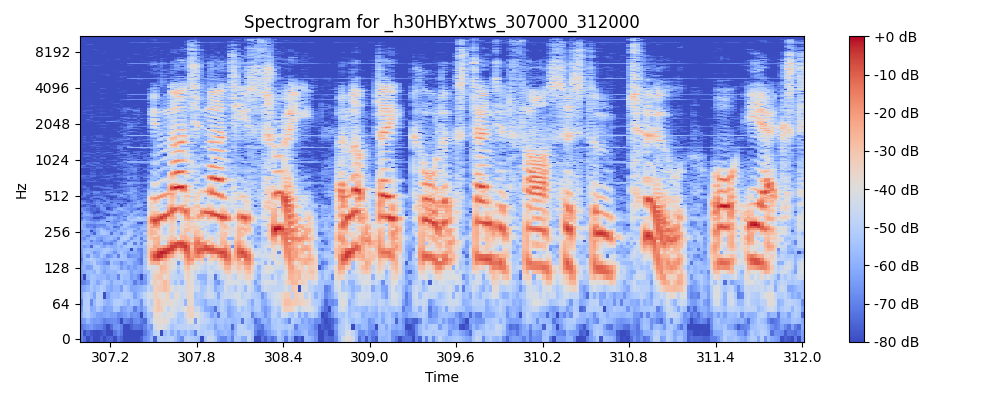 Spectrogram for _h30HBYxtws_307000_312000
8192
4096
2048
1024
512
256
128
64
0
Hz
307.2 307.8 308.4 309.0 309.6 310.2 310.8 311.4 312.0
Time
+0 dB
-10 dB
-20 dB
-30 dB
-40 dB
-50 dB
-60 dB
-70 dB
-80 dB